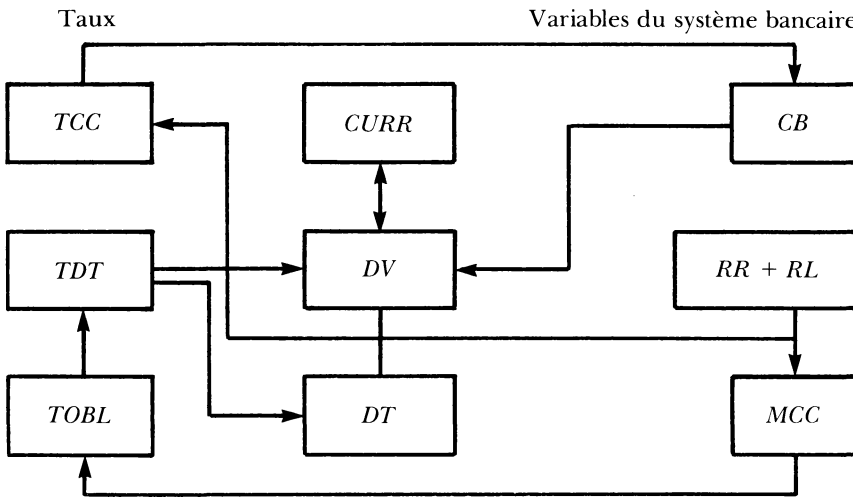 Taux
Variables du système bancaire
TCC
CURR
CB
TDT
DV
RR + RL
TOBL
DT
MCC